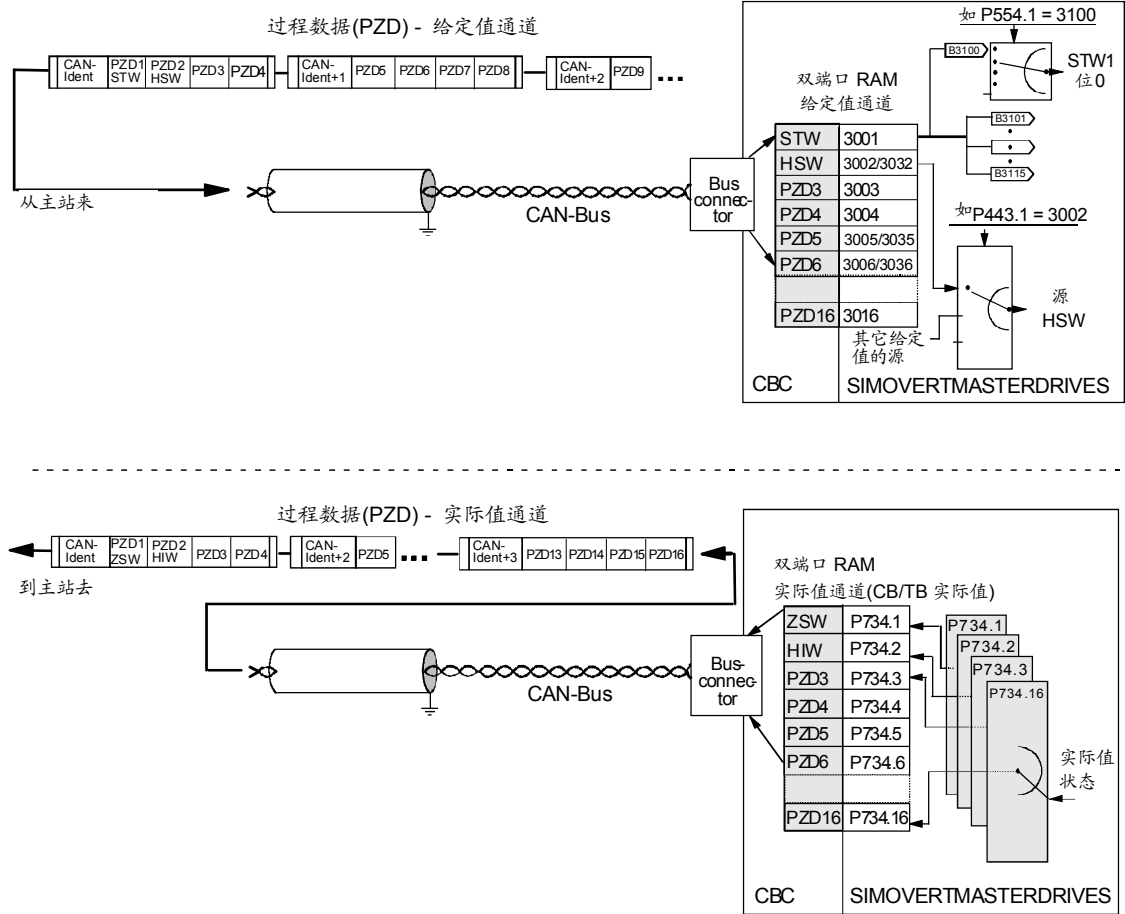 过程数据(PZD) - 给定值通道
CAN-Ident
PZD1 STW
PZD2 HSW
PZD3
PZD4
CAN-Ident+1
PZD5
PZD6
PZD7
PZD8
CAN-Ident+2
PZD9
...
从主站来
CAN-Bus
Bus connec-tor
双端口 RAM
给定值通道
STW 3001
HSW 3002/3032
PZD3 3003
PZD4 3004
PZD5 3005/3035
PZD6 3006/3036
PZD16 3016
其它给定
值的源
如 P554.1 = 3100
B3100
STW1
位0
B3101
B3115
如P443.1 = 3002
源
HSW
CBC
SIMOVERTMASTERDRIVES
过程数据(PZD) - 实际值通道
CAN-Ident
PZD1 ZSW
PZD2 HIW
PZD3
PZD4
CAN-Ident+2
PZD5
...
CAN-Ident+3
PZD13
PZD14
PZD15
PZD16
到主站去
CAN-Bus
Bus-connec-tor
双端口 RAM
实际值通道(CB/TB 实际值)
ZSW P734.1
HIW P734.2
PZD3 P734.3
PZD4 P734.4
PZD5 P734.5
PZD6 P734.6
PZD16 P734.16
P734.1
P734.2
P734.3
P734.16
实际值
状态
CBC
SIMOVERTMASTERDRIVES